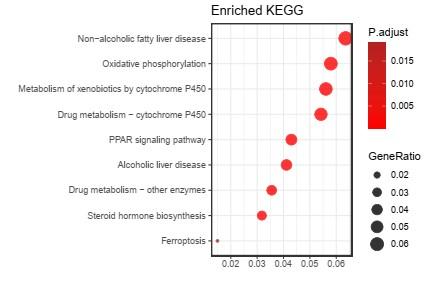 Enriched KEGG
Non−alcoholic fatty liver disease
Oxidative phosphorylation
Metabolism of xenobiotics by cytochrome P450
Drug metabolism − cytochrome P450
PPAR signaling pathway
Alcoholic liver disease
Drug metabolism − other enzymes
Steroid hormone biosynthesis
Ferroptosis
0.02 0.03 0.04 0.05 0.06
P.adjust
0.015
0.010
0.005
GeneRatio
0.02
0.03
0.04
0.05
0.06